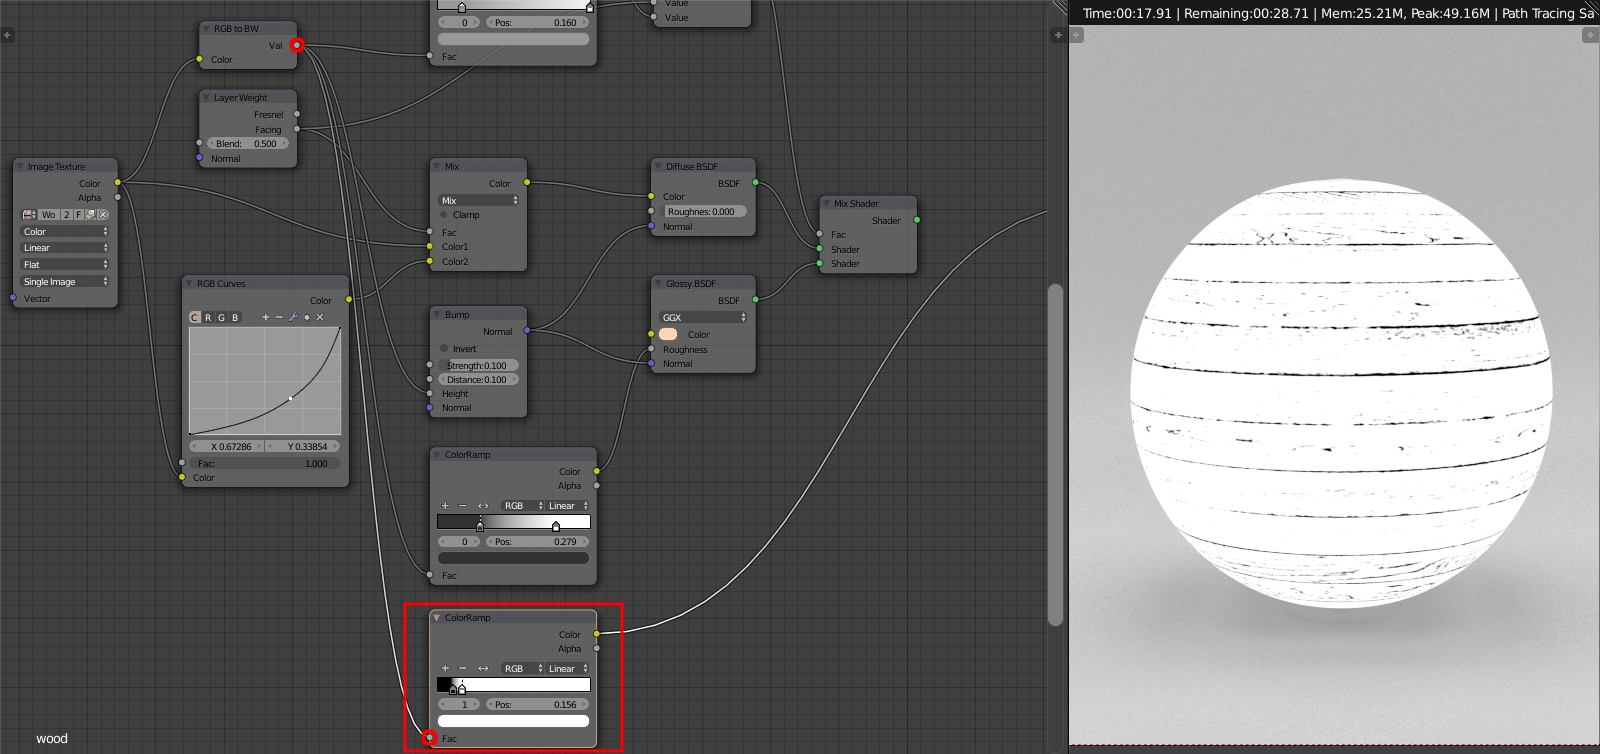 Time:00:17.91 | Remaining:00:28.71 | Mem:25.21M, Peak:49.16M | Path Tracing Sa
0 Pos: 0.160
Fac
Value
Value
RGB to BW
Val
Color
Layer Weight
Fresnel
Facing
Blend: 0.500
Normal
Image Texture
Color
Alpha
Wo 2 F
Color
Linear
Flat
Single Image
Vector
RGB Curves
Color
C R G B
X 0.67286 Y 0.33854
Fac: 1.000
Color
Mix
Color
Mix
Clamp
Fac
Color1
Color2
Bump
Normal
Invert
Strength:0.100
Distance:0.100
Height
Normal
Diffuse BSDF
BSDF
Color
Roughnes: 0.000
Normal
Glossy BSDF
BSDF
GGX
Color
Roughness
Normal
Mix Shader
Shader
Fac
Shader
Shader
ColorRamp
Color
Alpha
RGB Linear
0 Pos: 0.279
Fac
ColorRamp
Color
Alpha
RGB Linear
1 Pos: 0.156
Fac
wood